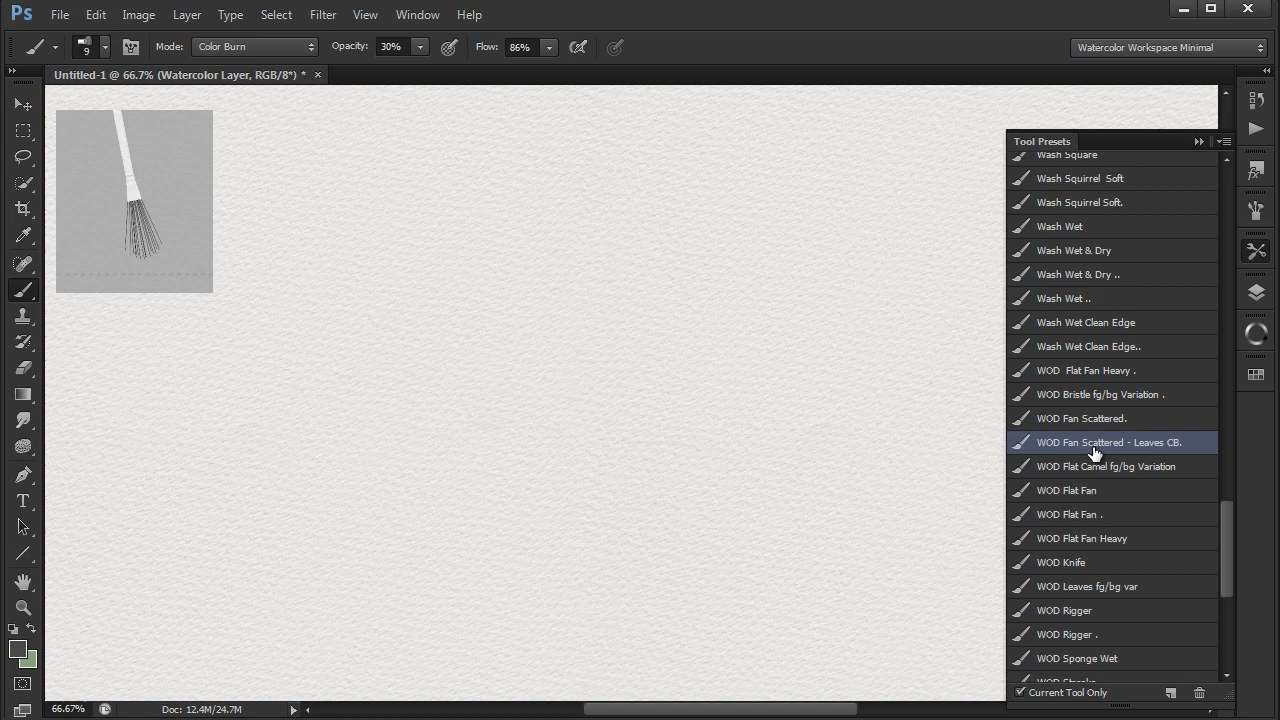 Ps File Edit Image Layer Type Select Filter View Window Help
9 Mode: Color Burn Opacity: 30% Flow: 86% Watercolor Workspace Minimal
Untitled-1 @ 66.7% (Watercolor Layer, RGB/8*) * ×
Tool Presets
Wash Square
Wash Squirrel  Soft
Wash Squirrel Soft.
Wash Wet
Wash Wet & Dry
Wash Wet & Dry ..
Wash Wet ..
Wash Wet Clean Edge
Wash Wet Clean Edge..
WOD  Flat Fan Heavy .
WOD Bristle fg/bg Variation .
WOD Fan Scattered.
WOD Fan Scattered - Leaves CB.
WOD Flat Camel fg/bg Variation
WOD Flat Fan
WOD Flat Fan .
WOD Flat Fan Heavy
WOD Knife
WOD Leaves fg/bg var
WOD Rigger
WOD Rigger .
WOD Sponge Wet
Current Tool Only
66.67% Doc: 12.4M/24.7M